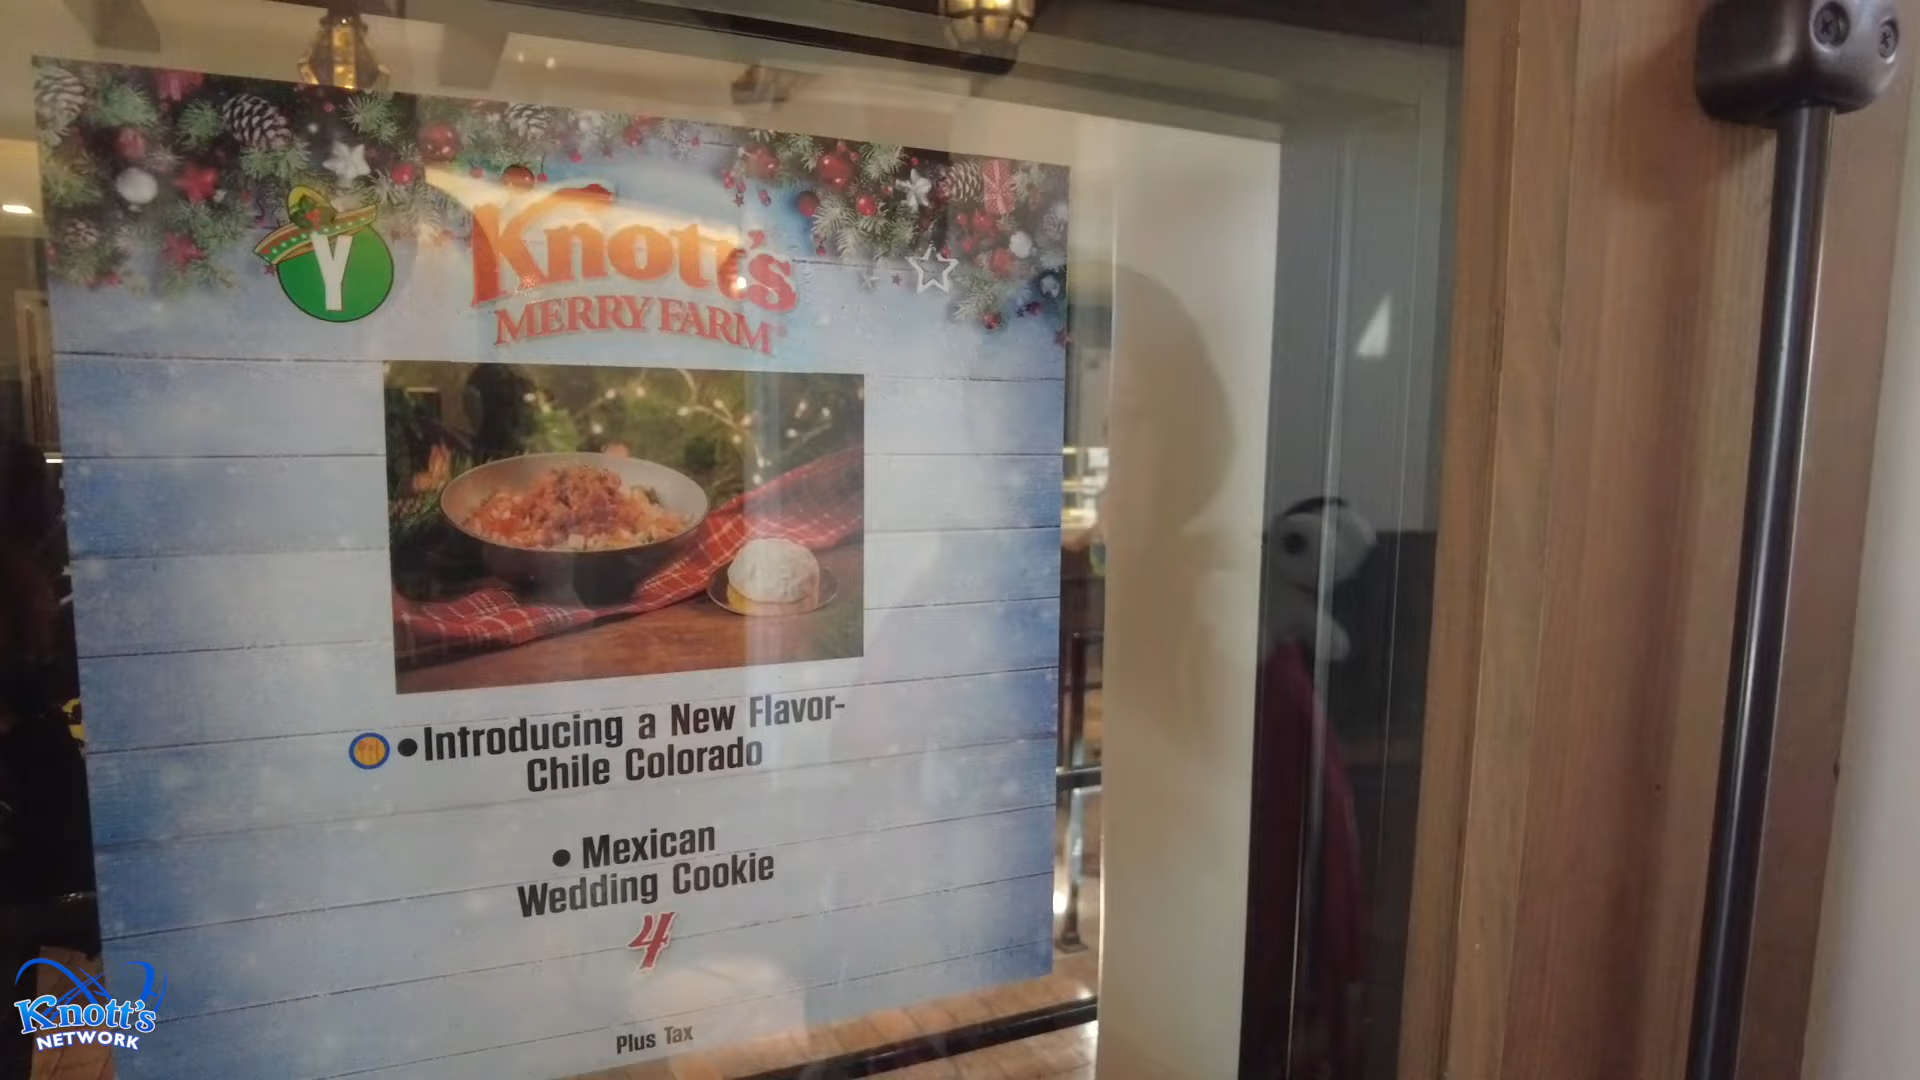 Y
Knott's
MERRY FARM®
•Introducing a New Flavor-
Chile Colorado
• Mexican
Wedding Cookie
4
Plus Tax
Knott's
NETWORK